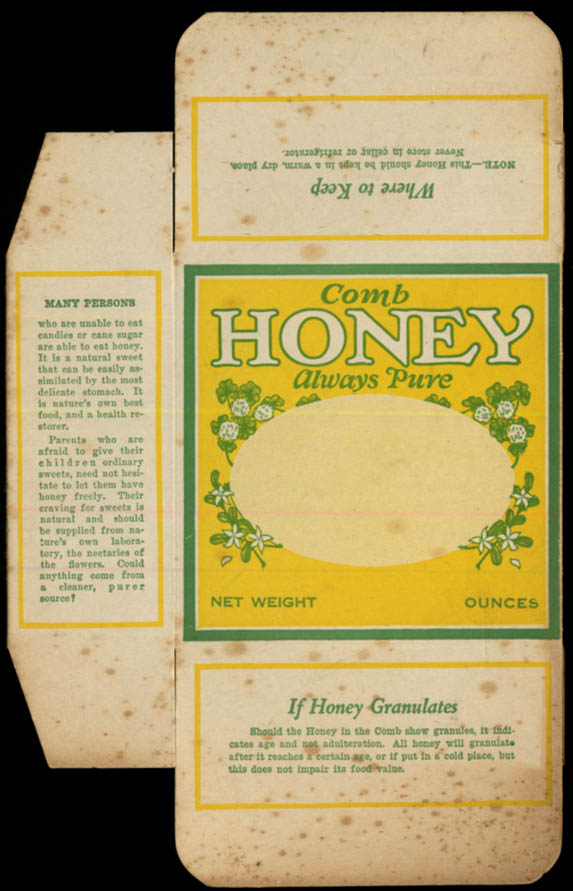 Where to Keep
NOTE.—This Honey should be kept in a warm, dry place.
Never store in cellar or refrigerator.
MANY PERSONS
who are unable to eat
candies or cane sugar
are able to eat honey.
It is a natural sweet
that can be easily as-
similated by the most
delicate stomach. It
is nature's own best
food, and a health re-
storer.
Parents who are
afraid to give their
children ordinary
sweets, need not hesi-
tate to let them have
honey freely. Their
craving for sweets is
natural and should
be supplied from na-
ture's own labora-
tory, the nectaries of
the flowers. Could
anything come from
a cleaner, purer
source?
Comb
HONEY
Always Pure
NET WEIGHT
OUNCES
If Honey Granulates
Should the Honey in the Comb show granules, it indi-
cates age and not adulteration. All honey will granulate
after it reaches a certain age, or if put in a cold place, but
this does not impair its food value.